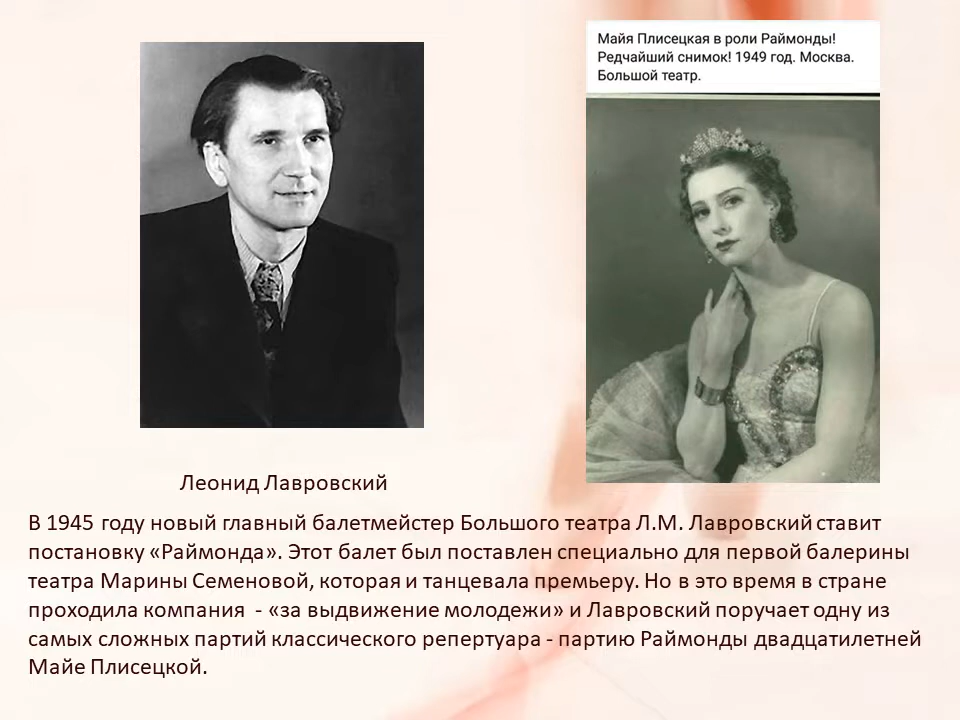 Майя Плисецкая в роли Раймонды!
Редчайший снимок! 1949 год. Москва.
Большой театр.
Леонид Лавровский
В 1945 году новый главный балетмейстер Большого театра Л.М. Лавровский ставит
постановку «Раймонда». Этот балет был поставлен специально для первой балерины
театра Марины Семеновой, которая и танцевала премьеру. Но в это время в стране
проходила компания - «за выдвижение молодежи» и Лавровский поручает одну из
самых сложных партий классического репертуара - партию Раймонды двадцатилетней
Майе Плисецкой.